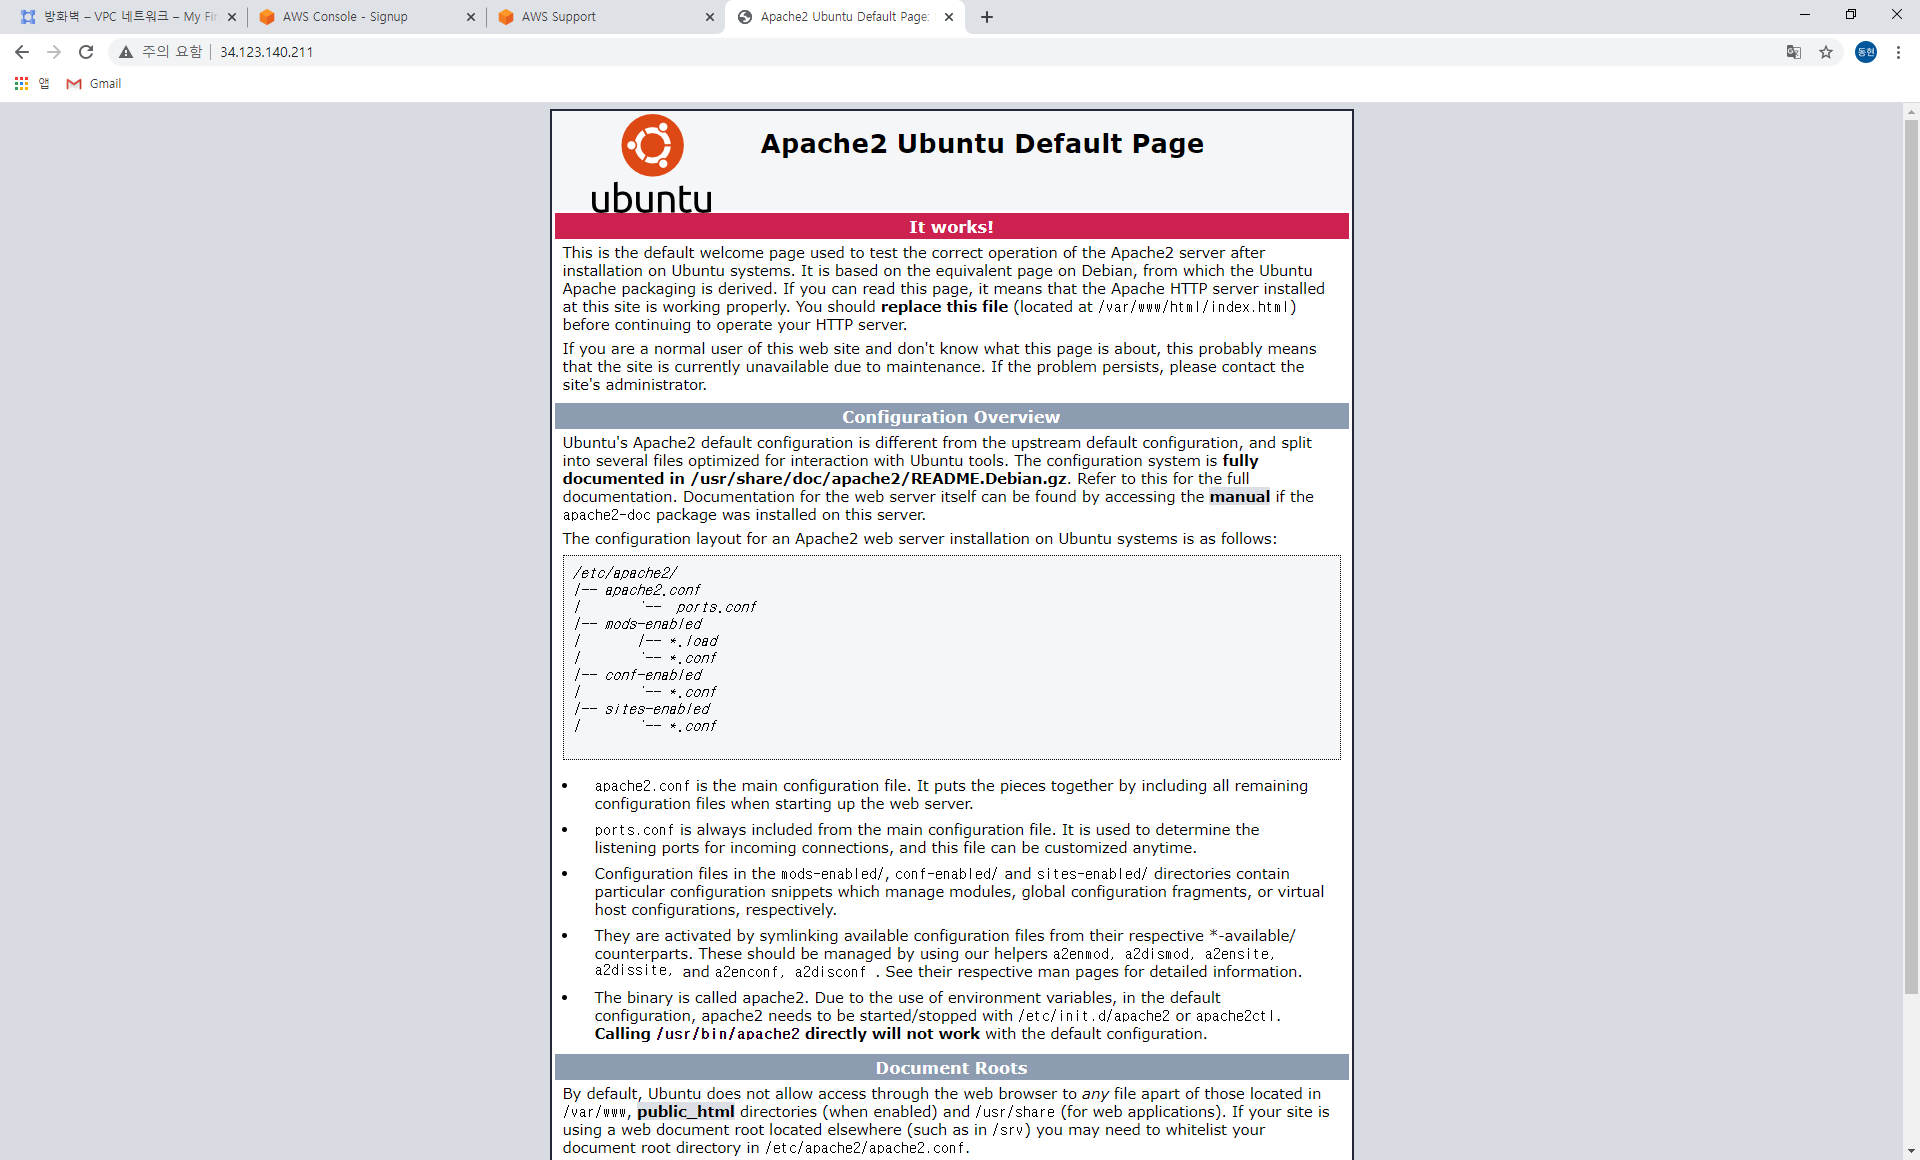 방화벽 – VPC 네트워크 – My Fir
AWS Console - Signup
AWS Support
Apache2 Ubuntu Default Page:
주의 요함
34.123.140.211
동현
앱
Gmail
ubuntu
Apache2 Ubuntu Default Page
It works!
This is the default welcome page used to test the correct operation of the Apache2 server after
installation on Ubuntu systems. It is based on the equivalent page on Debian, from which the Ubuntu
Apache packaging is derived. If you can read this page, it means that the Apache HTTP server installed
at this site is working properly. You should replace this file (located at /var/www/html/index.html)
before continuing to operate your HTTP server.
If you are a normal user of this web site and don't know what this page is about, this probably means
that the site is currently unavailable due to maintenance. If the problem persists, please contact the
site's administrator.
Configuration Overview
Ubuntu's Apache2 default configuration is different from the upstream default configuration, and split
into several files optimized for interaction with Ubuntu tools. The configuration system is fully
documented in /usr/share/doc/apache2/README.Debian.gz. Refer to this for the full
documentation. Documentation for the web server itself can be found by accessing the manual if the
apache2-doc package was installed on this server.
The configuration layout for an Apache2 web server installation on Ubuntu systems is as follows:
/etc/apache2/
|-- apache2.conf
|       `--  ports.conf
|-- mods-enabled
|       |-- *.load
|       `-- *.conf
|-- conf-enabled
|       `-- *.conf
|-- sites-enabled
|       `-- *.conf
• apache2.conf is the main configuration file. It puts the pieces together by including all remaining
configuration files when starting up the web server.
• ports.conf is always included from the main configuration file. It is used to determine the
listening ports for incoming connections, and this file can be customized anytime.
• Configuration files in the mods-enabled/, conf-enabled/ and sites-enabled/ directories contain
particular configuration snippets which manage modules, global configuration fragments, or virtual
host configurations, respectively.
• They are activated by symlinking available configuration files from their respective *-available/
counterparts. These should be managed by using our helpers a2enmod, a2dismod, a2ensite,
a2dissite, and a2enconf, a2disconf . See their respective man pages for detailed information.
• The binary is called apache2. Due to the use of environment variables, in the default
configuration, apache2 needs to be started/stopped with /etc/init.d/apache2 or apache2ctl.
Calling /usr/bin/apache2 directly will not work with the default configuration.
Document Roots
By default, Ubuntu does not allow access through the web browser to any file apart of those located in
/var/www, public_html directories (when enabled) and /usr/share (for web applications). If your site is
using a web document root located elsewhere (such as in /srv) you may need to whitelist your
document root directory in /etc/apache2/apache2.conf.